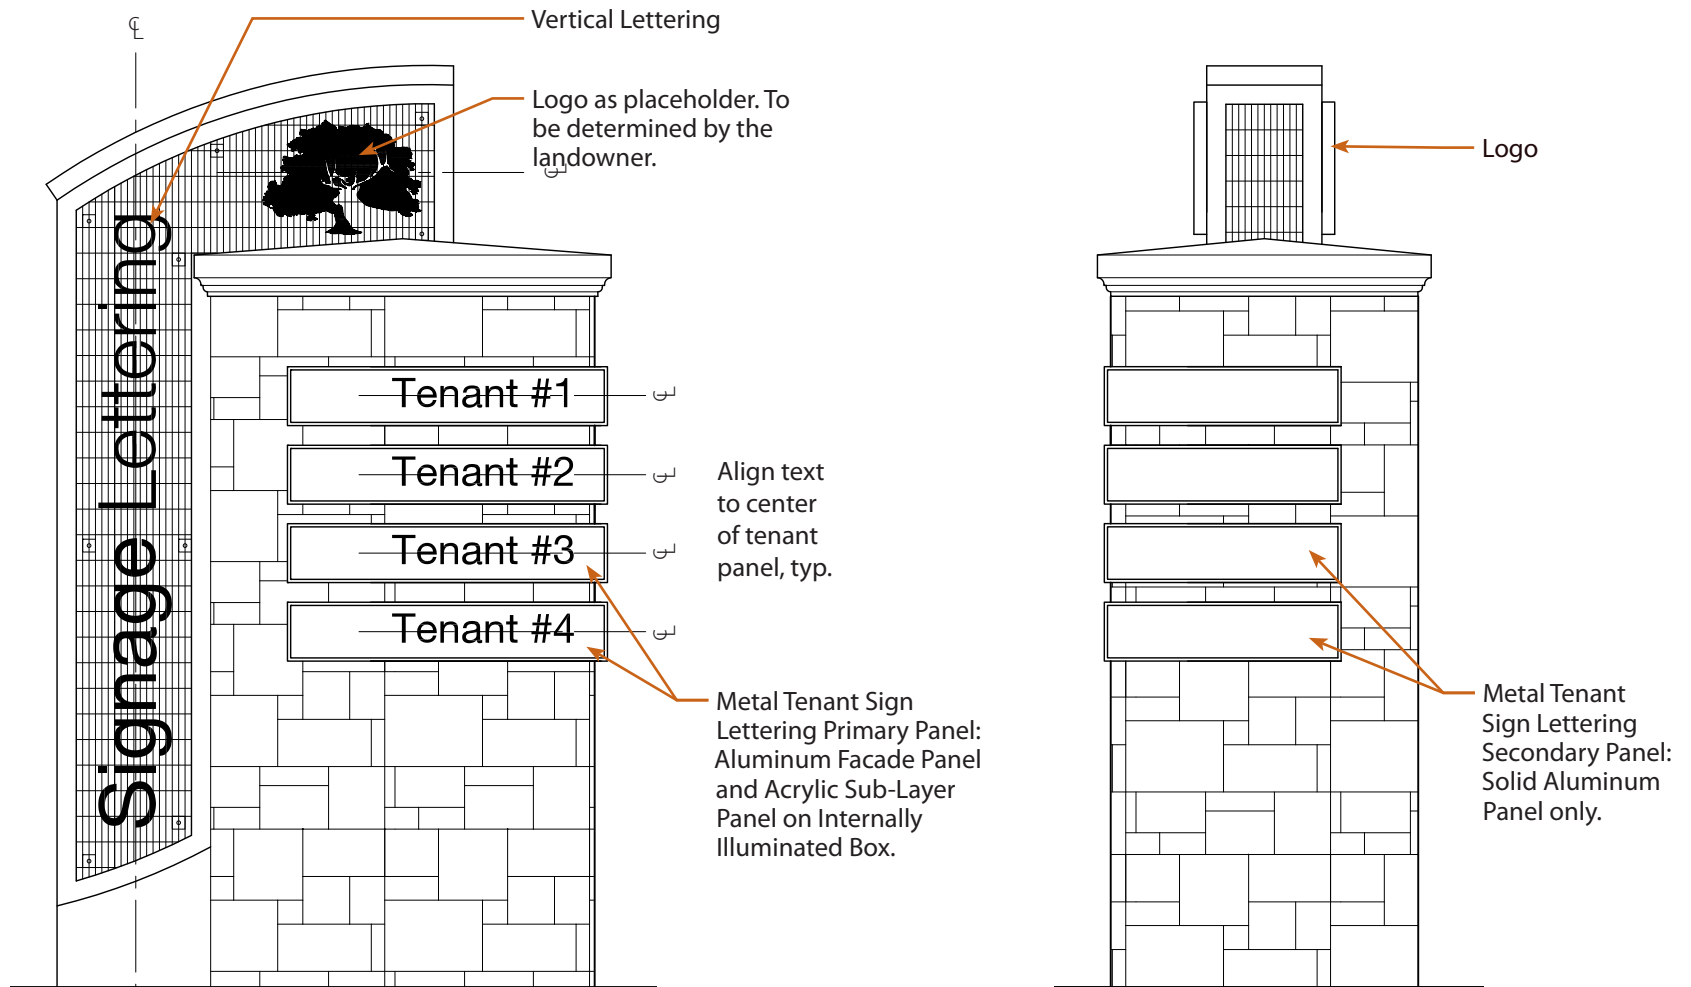 ℄
Vertical Lettering
Logo as placeholder. To
be determined by the
landowner.
℄
Logo
Signage Lettering
Tenant #1
℄
Tenant #2
℄
Tenant #3
℄
Tenant #4
℄
Align text
to center
of tenant
panel, typ.
Metal Tenant Sign
Lettering Primary Panel:
Aluminum Facade Panel
and Acrylic Sub-Layer
Panel on Internally
Illuminated Box.
Metal Tenant
Sign Lettering
Secondary Panel:
Solid Aluminum
Panel only.